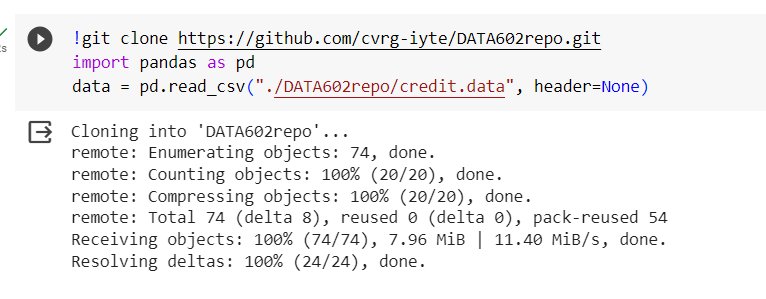 !git clone https://github.com/cvrg-iyte/DATA602repo.git
import pandas as pd
data = pd.read_csv("./DATA602repo/credit.data", header=None)
Cloning into 'DATA602repo'...
remote: Enumerating objects: 74, done.
remote: Counting objects: 100% (20/20), done.
remote: Compressing objects: 100% (20/20), done.
remote: Total 74 (delta 8), reused 0 (delta 0), pack-reused 54
Receiving objects: 100% (74/74), 7.96 MiB | 11.40 MiB/s, done.
Resolving deltas: 100% (24/24), done.